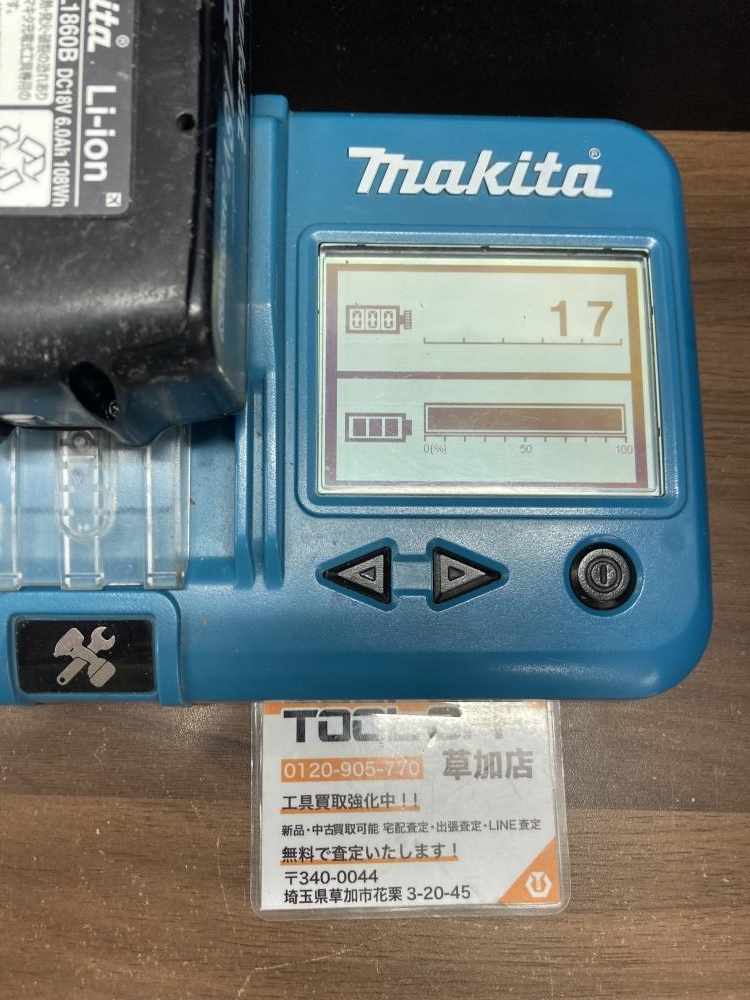 Li-ion
DC18V 6.0Ah 108Wh
makita®
000
17
0(%) 50 100
0120-905-770 草加店
工具買取強化中!!
新品・中古買取可能 宅配査定・出張査定・LINE査定
無料で査定いたします!
〒340-0044
埼玉県草加市花栗 3-20-45